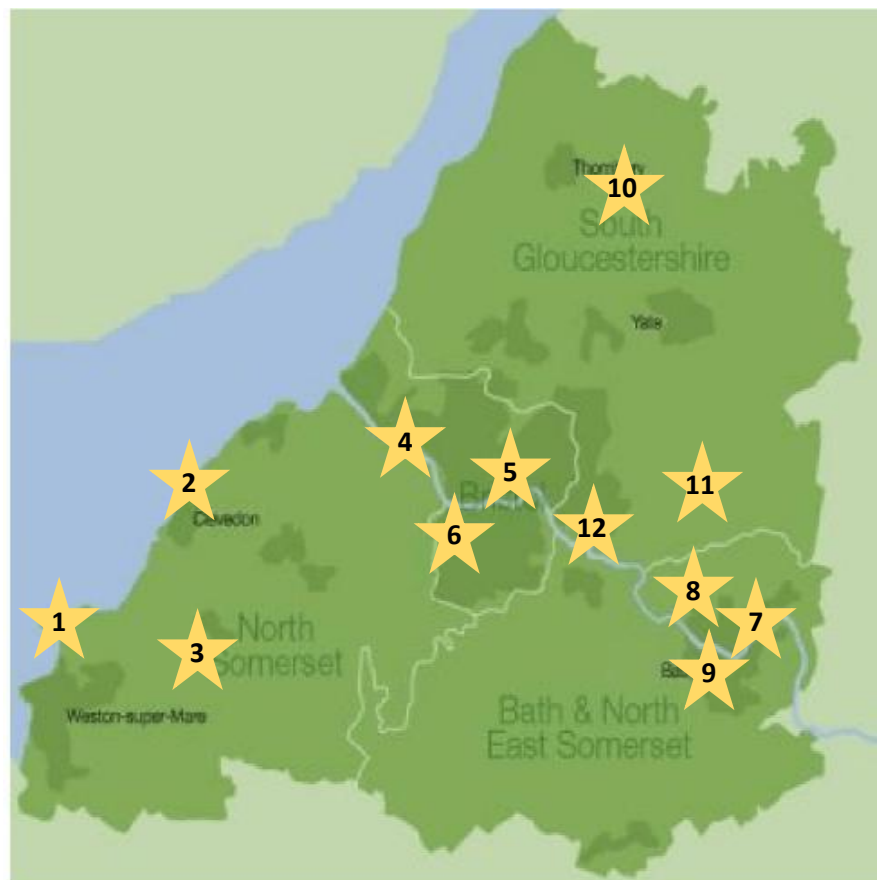 10
South
Gloucestershire
Yate
4
5
2
11
Clevedon
6
12
8
1
7
North
3
Somerset
9
Weston-super-Mare
Bath & North
East Somerset